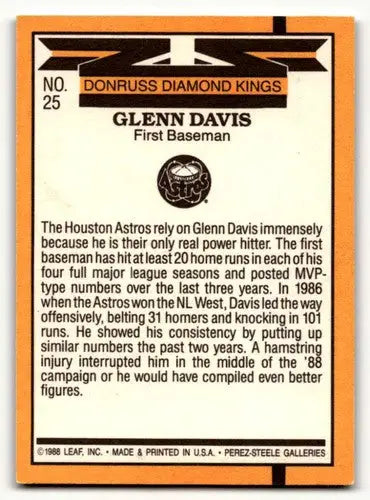 NO.
25
DONRUSS DIAMOND KINGS
GLENN DAVIS
First Baseman
Astros
The Houston Astros rely on Glenn Davis immensely
because he is their only real power hitter. The first
baseman has hit at least 20 home runs in each of his
four full major league seasons and posted MVP-
type numbers over the last three years. In 1986
when the Astros won the NL West, Davis led the way
offensively, belting 31 homers and knocking in 101
runs. He showed his consistency by putting up
similar numbers the past two years. A hamstring
injury interrupted him in the middle of the '88
campaign or he would have compiled even better
figures.
©1988 LEAF, INC. • MADE & PRINTED IN U.S.A. • PEREZ-STEELE GALLERIES